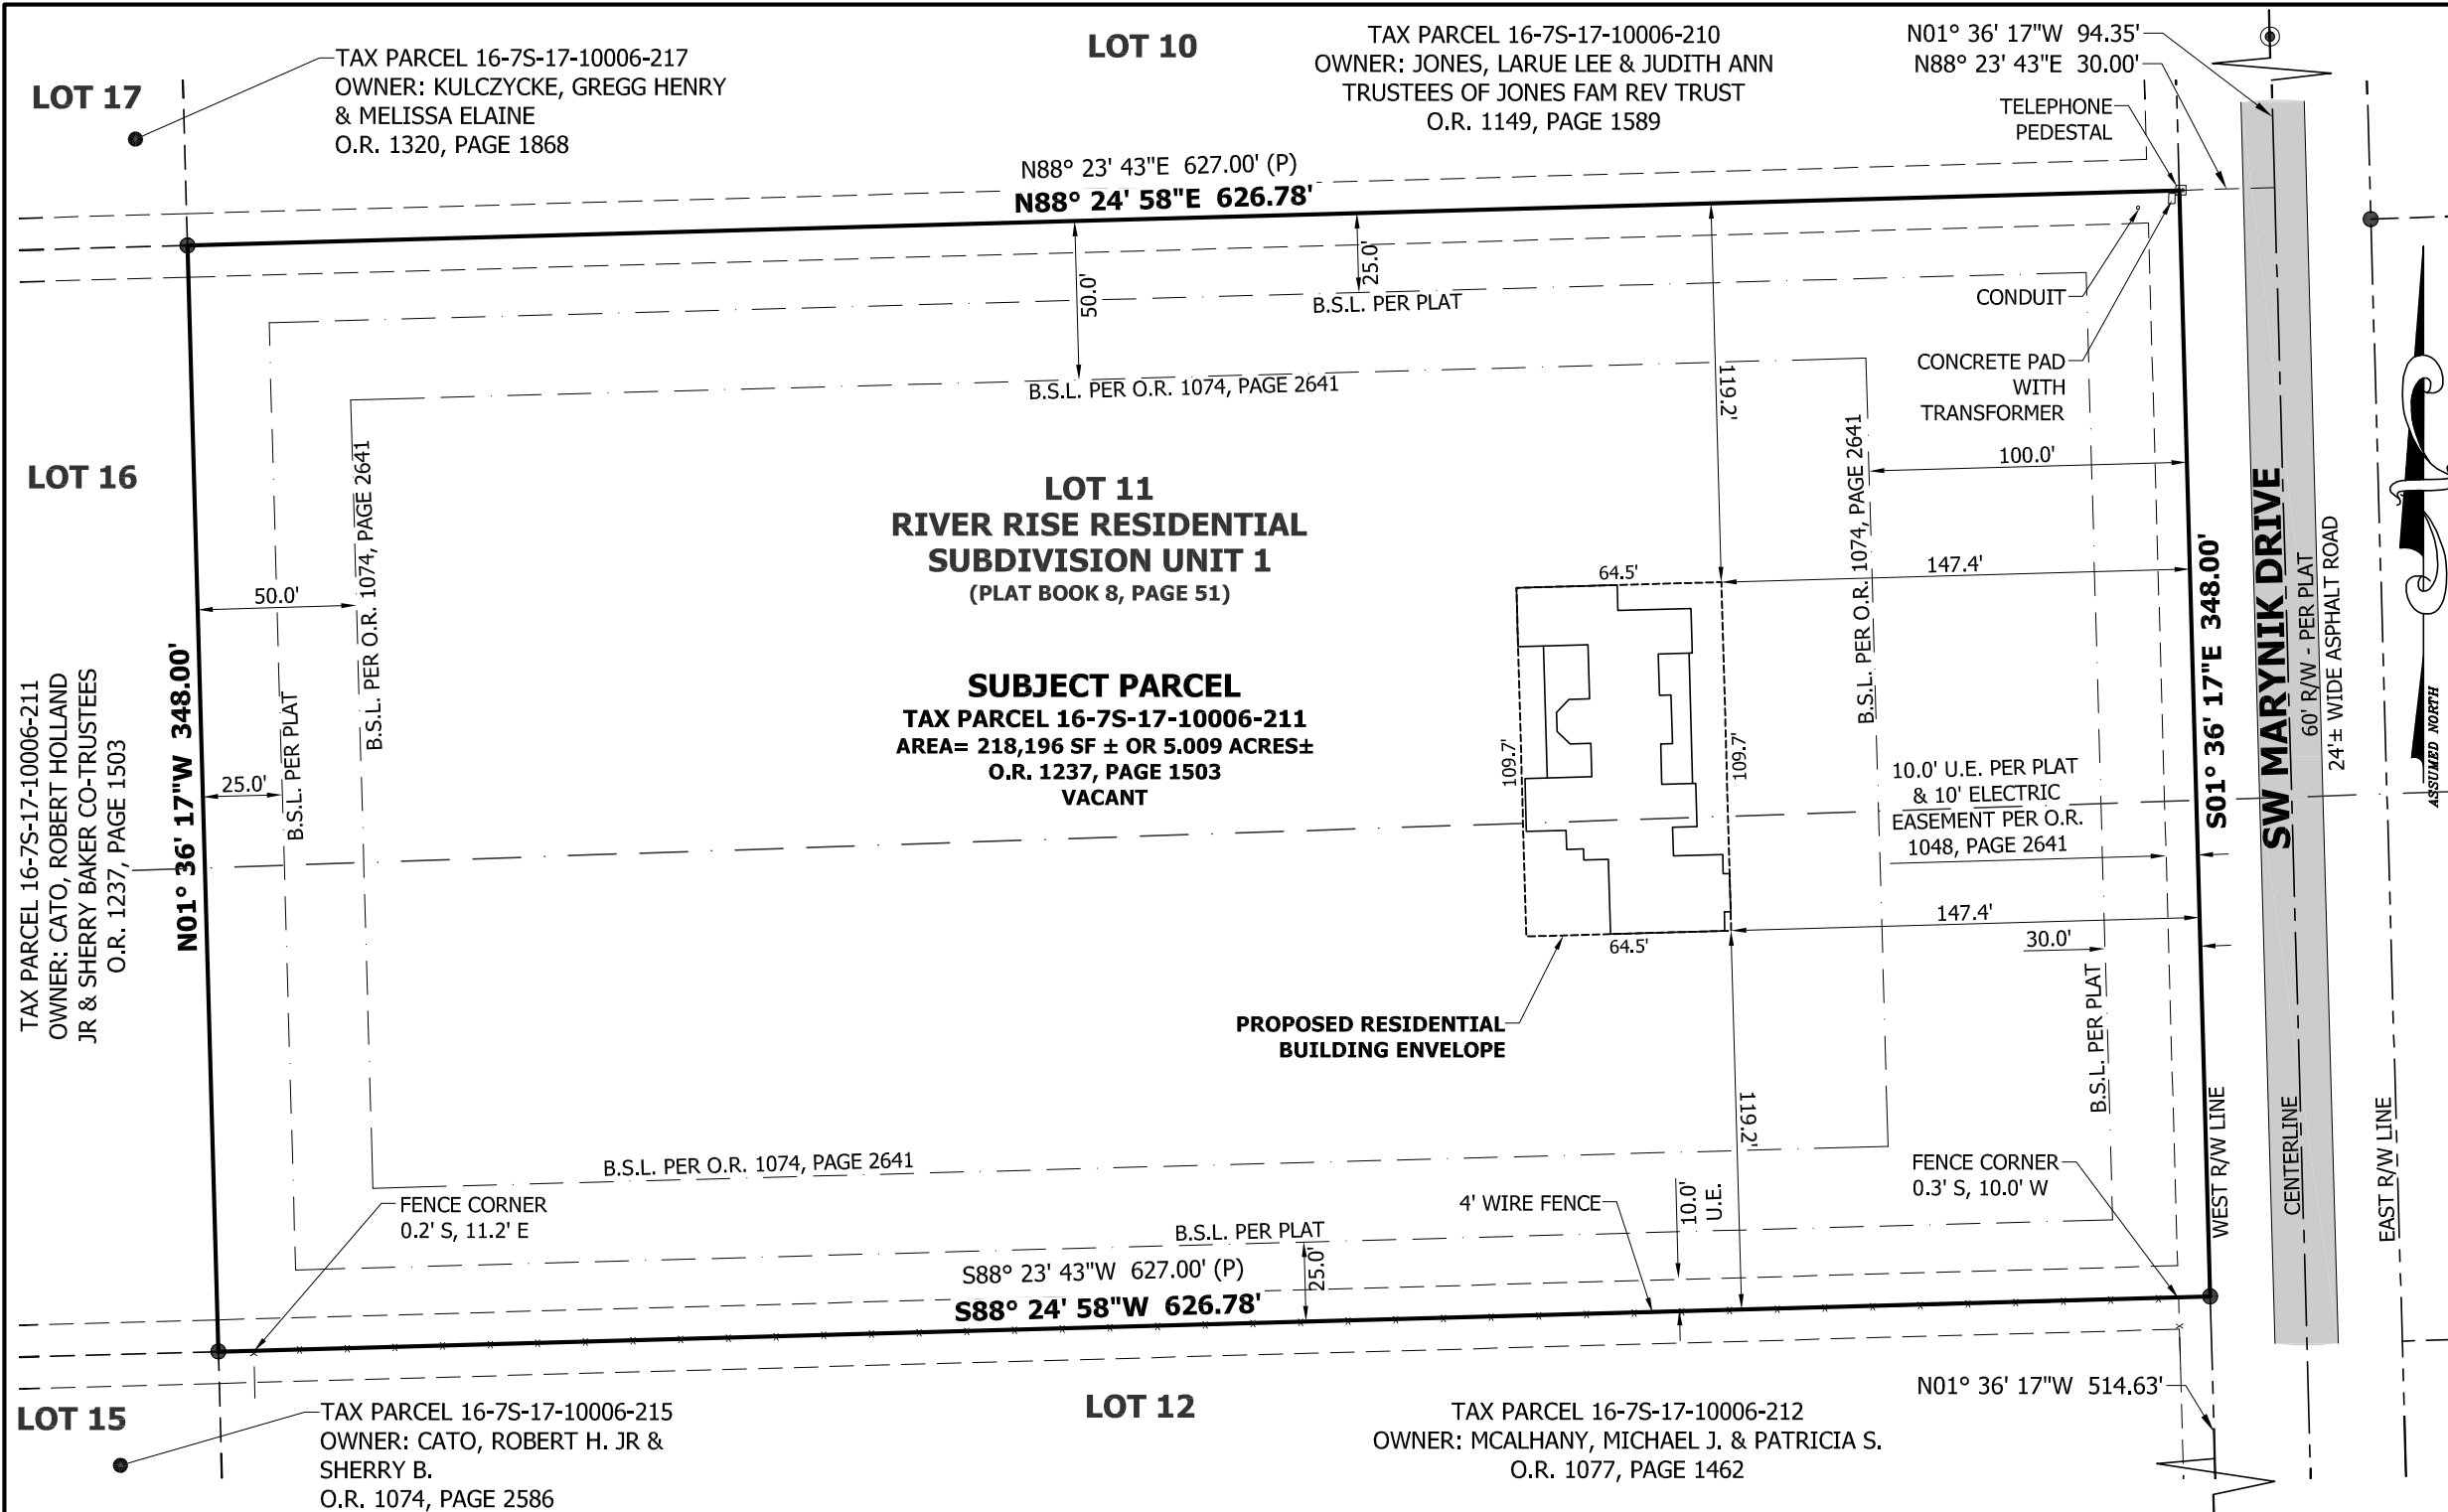 LOT 17
TAX PARCEL 16-7S-17-10006-217
OWNER: KULCZYCKE, GREGG HENRY
& MELISSA ELAINE
O.R. 1320, PAGE 1868
LOT 10
TAX PARCEL 16-7S-17-10006-210
OWNER: JONES, LARUE LEE & JUDITH ANN
TRUSTEES OF JONES FAM REV TRUST
O.R. 1149, PAGE 1589
N01° 36' 17"W 94.35'
N88° 23' 43"E 30.00'
TELEPHONE
PEDESTAL
N88° 23' 43"E 627.00' (P)
N88° 24' 58"E 626.78'
50.0'
25.0'
B.S.L. PER PLAT
CONDUIT
B.S.L. PER O.R. 1074, PAGE 2641
119.2'
CONCRETE PAD
WITH
TRANSFORMER
100.0'
LOT 16
B.S.L. PER O.R. 1074, PAGE 2641
50.0'
LOT 11
RIVER RISE RESIDENTIAL
SUBDIVISION UNIT 1
(PLAT BOOK 8, PAGE 51)
SUBJECT PARCEL
TAX PARCEL 16-7S-17-10006-211
AREA= 218,196 SF ± OR 5.009 ACRES±
O.R. 1237, PAGE 1503
VACANT
64.5'
147.4'
B.S.L. PER O.R. 1074, PAGE 2641
109.7'
109.7'
S01° 36' 17"E 348.00'
SW MARYNIK DRIVE
60' R/W - PER PLAT
24'± WIDE ASPHALT ROAD
ASSUMED NORTH
TAX PARCEL 16-7S-17-10006-211
OWNER: CATO, ROBERT HOLLAND
JR & SHERRY BAKER CO-TRUSTEES
O.R. 1237, PAGE 1503
N01° 36' 17"W 348.00'
25.0'
B.S.L. PER PLAT
10.0' U.E. PER PLAT
& 10' ELECTRIC
EASEMENT PER O.R.
1048, PAGE 2641
147.4'
30.0'
64.5'
B.S.L. PER PLAT
PROPOSED RESIDENTIAL
BUILDING ENVELOPE
119.2'
B.S.L. PER O.R. 1074, PAGE 2641
FENCE CORNER
0.2' S, 11.2' E
4' WIRE FENCE
10.0'
U.E.
FENCE CORNER
0.3' S, 10.0' W
WEST R/W LINE
CENTERLINE
EAST R/W LINE
B.S.L. PER PLAT
25.0'
S88° 23' 43"W 627.00' (P)
S88° 24' 58"W 626.78'
LOT 15
TAX PARCEL 16-7S-17-10006-215
OWNER: CATO, ROBERT H. JR &
SHERRY B.
O.R. 1074, PAGE 2586
LOT 12
TAX PARCEL 16-7S-17-10006-212
OWNER: MCALHANY, MICHAEL J. & PATRICIA S.
O.R. 1077, PAGE 1462
N01° 36' 17"W 514.63'